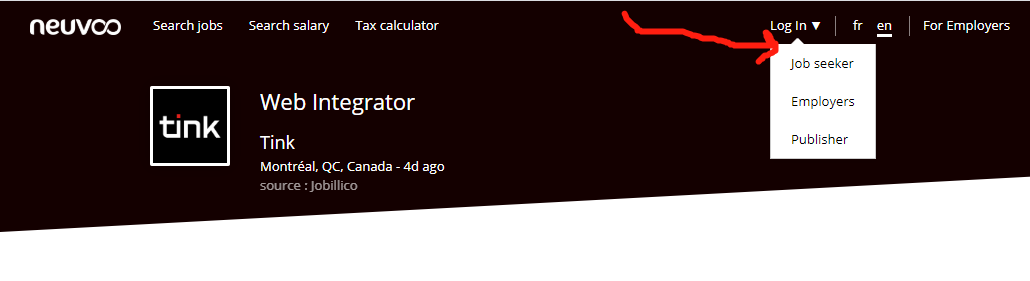 neuvoo Search jobs Search salary Tax calculator Log In ▼ fr en For Employers
Job seeker
Employers
Publisher
tink
Web Integrator
Tink
Montréal, QC, Canada - 4d ago
source : Jobillico